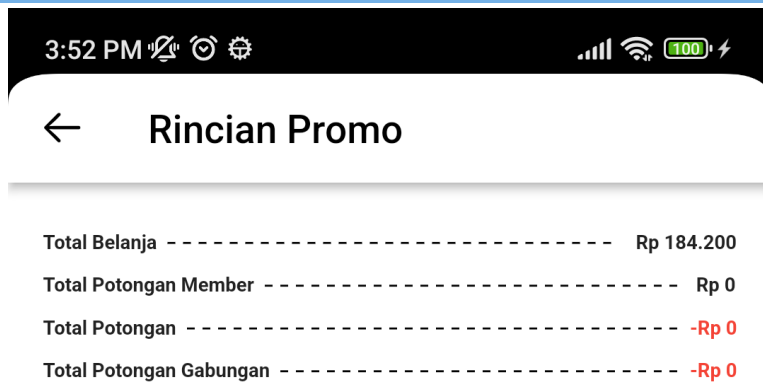 3:52 PM 100
Rincian Promo
Total Belanja ----------------------------- Rp 184.200
Total Potongan Member --------------------------- Rp 0
Total Potongan -------------------------------- -Rp 0
Total Potongan Gabungan -------------------------- -Rp 0